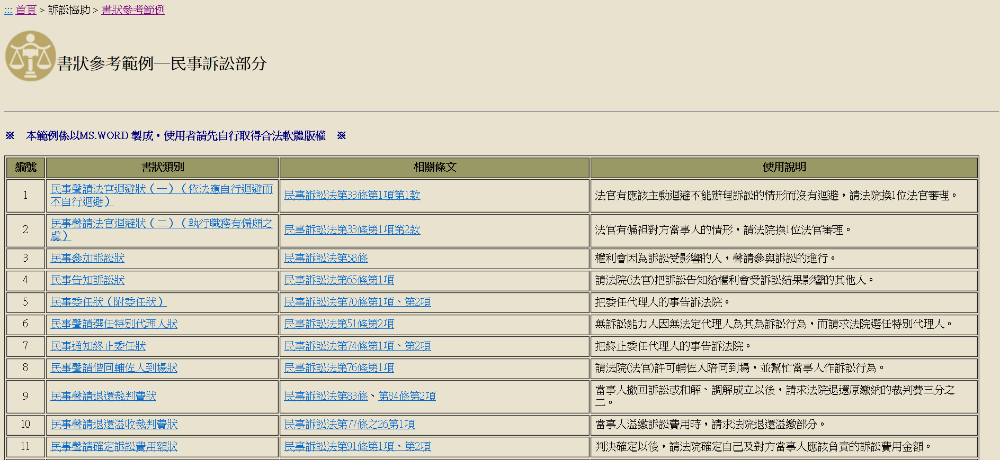 ::: 首頁 > 訴訟協助 > 書狀參考範例
書狀參考範例─民事訴訟部分
※ 本範例係以MS.WORD 製成，使用者請先自行取得合法軟體版權 ※
編號 書狀類別 相關條文 使用說明
1 民事聲請法官迴避狀（一）（依法應自行迴避而
不自行迴避） 民事訴訟法第33條第1項第1款 法官有應該主動迴避不能辦理訴訟的情形而沒有迴避，請法院換1位法官審理。
2 民事聲請法官迴避狀（二）（執行職務有偏頗之
虞） 民事訴訟法第33條第1項第2款 法官有偏袒對方當事人的情形，請法院換1位法官審理。
3 民事參加訴訟狀 民事訴訟法第58條 權利會因為訴訟受影響的人，聲請參與訴訟的進行。
4 民事告知訴訟狀 民事訴訟法第65條第1項 請法院(法官)把訴訟告知給權利會受訴訟結果影響的其他人。
5 民事委任狀（附委任狀） 民事訴訟法第70條第1項、第2項 把委任代理人的事告訴法院。
6 民事聲請選任特別代理人狀 民事訴訟法第51條第2項 無訴訟能力人因無法定代理人為其為訴訟行為，而請求法院選任特別代理人。
7 民事通知終止委任狀 民事訴訟法第74條第1項、第2項 把終止委任代理人的事告訴法院。
8 民事聲請偕同輔佐人到場狀 民事訴訟法第76條第1項 請法院(法官)許可輔佐人陪同到場，並幫忙當事人作訴訟行為。
9 民事聲請退還裁判費狀 民事訴訟法第83條、第84條第2項 當事人撤回訴訟或和解、調解成立以後，請求法院退還原繳納的裁判費三分之
二。
10 民事聲請退還溢收裁判費狀 民事訴訟法第77條之26第1項 當事人溢繳訴訟費用時，請求法院退還溢繳部分。
11 民事聲請確定訴訟費用額狀 民事訴訟法第91條第1項、第2項 判決確定以後，請法院確定自己及對方當事人應該負責的訴訟費用金額。